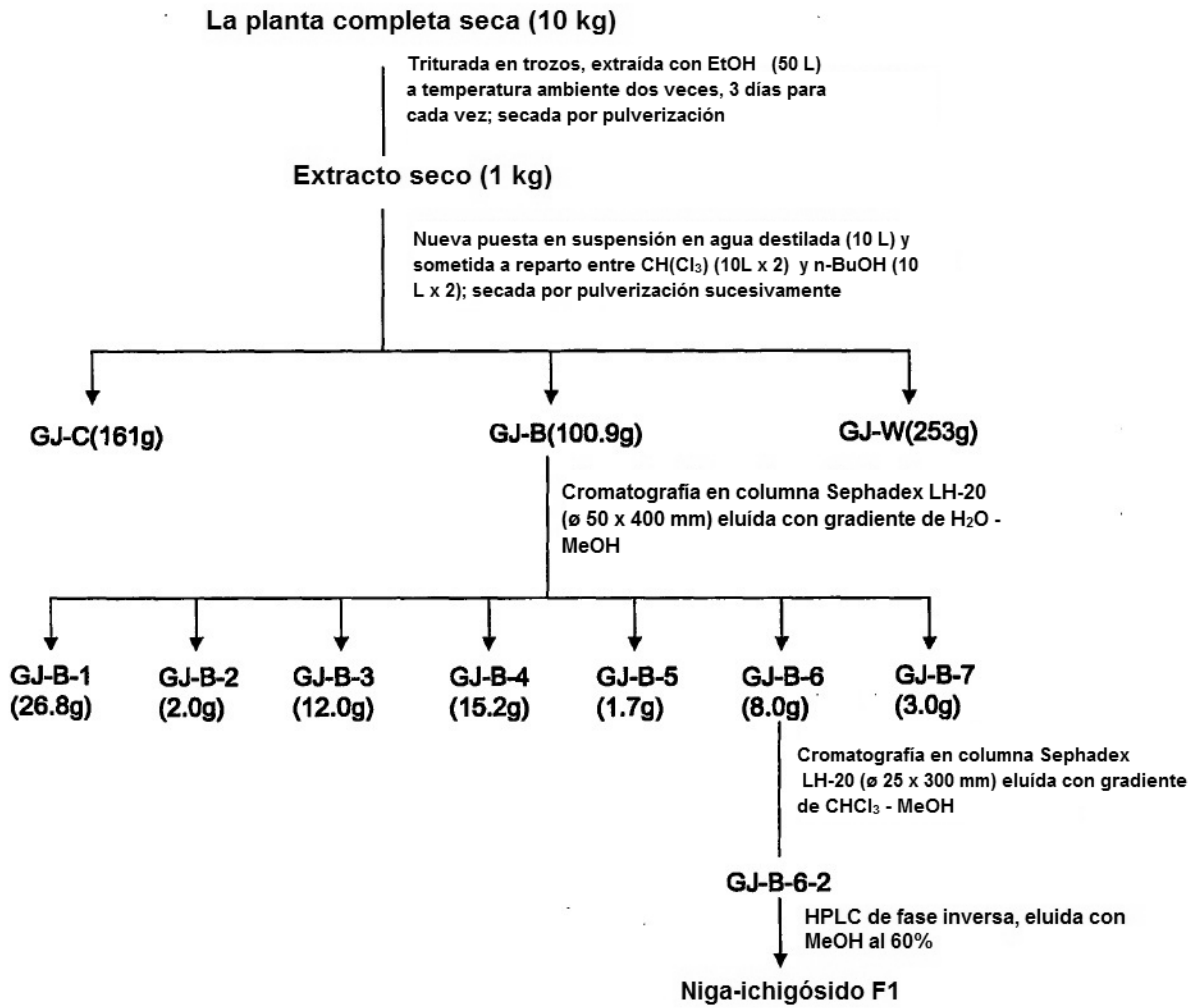 La planta completa seca (10 kg)
Triturada en trozos, extraída con EtOH (50 L)
a temperatura ambiente dos veces, 3 días para
cada vez; secada por pulverización
Extracto seco (1 kg)
Nueva puesta en suspensión en agua destilada (10 L) y
sometida a reparto entre CH(Cl₃) (10L x 2) y n-BuOH (10
L x 2); secada por pulverización sucesivamente
GJ-C(161g) GJ-B(100.9g) GJ-W(253g)
Cromatografía en columna Sephadex LH-20
(ø 50 x 400 mm) eluída con gradiente de H₂O -
MeOH
GJ-B-1 GJ-B-2 GJ-B-3 GJ-B-4 GJ-B-5 GJ-B-6 GJ-B-7
(26.8g) (2.0g) (12.0g) (15.2g) (1.7g) (8.0g) (3.0g)
Cromatografía en columna Sephadex
LH-20 (ø 25 x 300 mm) eluída con gradiente
de CHCl₃ - MeOH
GJ-B-6-2
HPLC de fase inversa, eluida con
MeOH al 60%
Niga-ichigósido F1